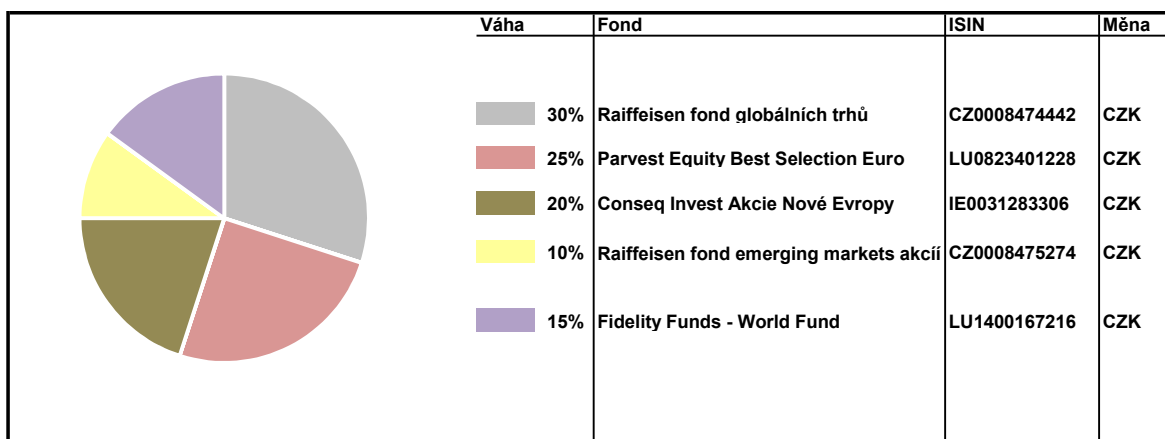 Váha Fond ISIN Měna
30% Raiffeisen fond globálních trhů CZ0008474442 CZK
25% Parvest Equity Best Selection Euro LU0823401228 CZK
20% Conseq Invest Akcie Nové Evropy IE0031283306 CZK
10% Raiffeisen fond emerging markets akcíí CZ0008475274 CZK
15% Fidelity Funds - World Fund LU1400167216 CZK